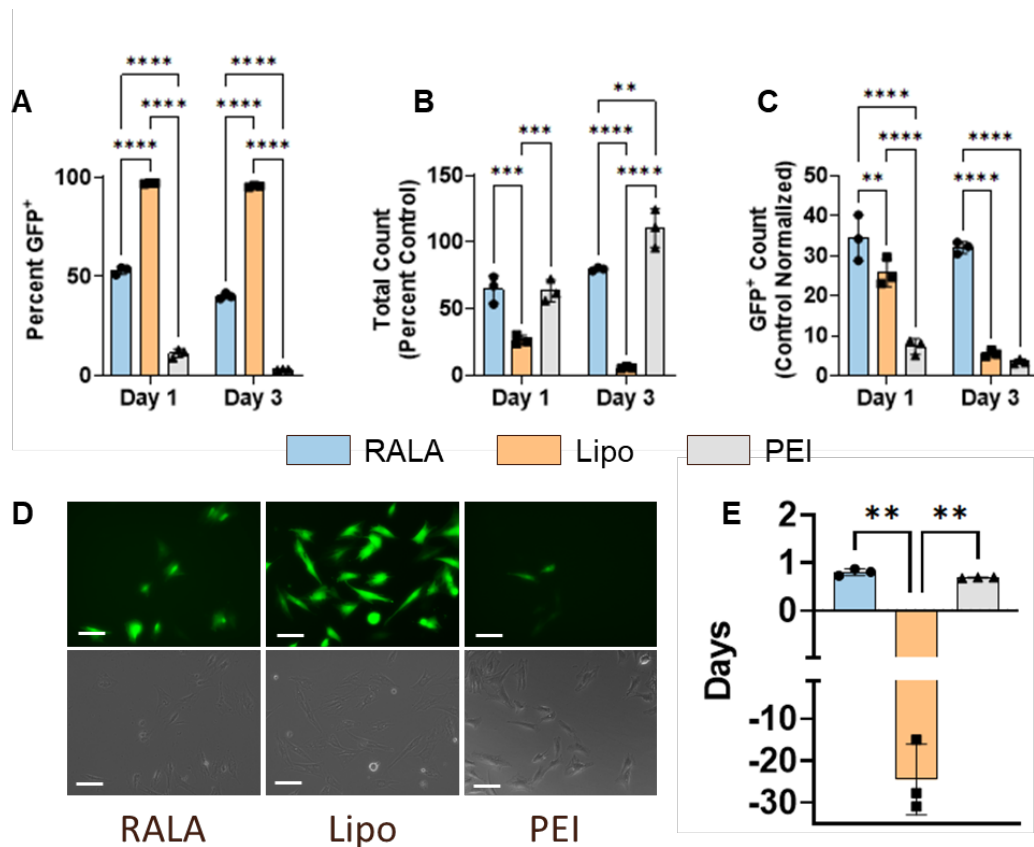 A
Percent GFP+
100
50
0
****
****
****
****
****
****
Day 1
Day 3
B
Total Count
(Percent Control)
150
100
50
0
***
***
**
****
****
Day 1
Day 3
C
GFP+ Count
(Control Normalized)
50
40
30
20
10
0
****
****
**
****
****
Day 1
Day 3
RALA
Lipo
PEI
D
RALA
Lipo
PEI
E
Days
2
1
0
-10
-20
-30
**
**